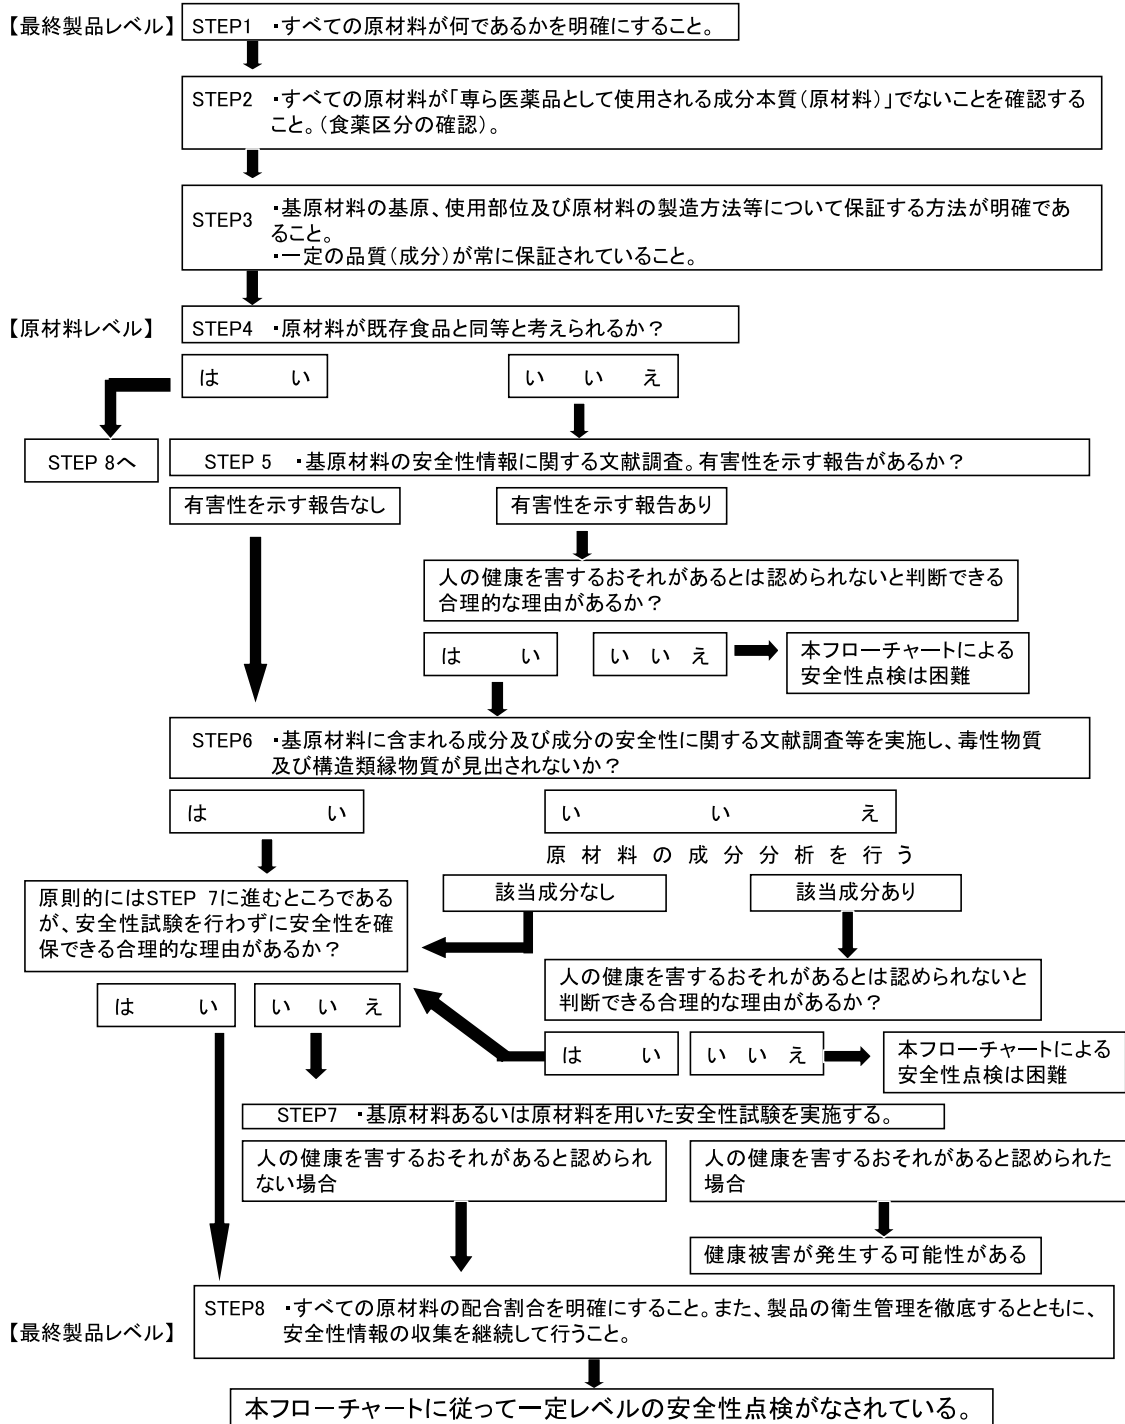 【最終製品レベル】
STEP1 ・すべての原材料が何であるかを明確にすること。
STEP2 ・すべての原材料が「専ら医薬品として使用される成分本質(原材料)」でないことを確認する
こと。(食薬区分の確認)。
STEP3 ・基原材料の基原、使用部位及び原材料の製造方法等について保証する方法が明確であ
ること。
・一定の品質(成分)が常に保証されていること。
【原材料レベル】
STEP4 ・原材料が既存食品と同等と考えられるか?
は い
い い え
STEP 8へ
STEP 5 ・基原材料の安全性情報に関する文献調査。有害性を示す報告があるか?
有害性を示す報告なし
有害性を示す報告あり
人の健康を害するおそれがあるとは認められないと判断できる
合理的な理由があるか?
は い
い い え
本フローチャートによる
安全性点検は困難
STEP6 ・基原材料に含まれる成分及び成分の安全性に関する文献調査等を実施し、毒性物質
及び構造類縁物質が見出されないか?
は い
い い え
原 材 料 の 成 分 分 析 を 行 う
該当成分なし
該当成分あり
原則的にはSTEP 7に進むところである
が、安全性試験を行わずに安全性を確
保できる合理的な理由があるか?
人の健康を害するおそれがあるとは認められないと
判断できる合理的な理由があるか?
は い
い い え
は い
い い え
本フローチャートによる
安全性点検は困難
STEP7 ・基原材料あるいは原材料を用いた安全性試験を実施する。
人の健康を害するおそれがあると認められ
ない場合
人の健康を害するおそれがあると認められた
場合
健康被害が発生する可能性がある
【最終製品レベル】
STEP8 ・すべての原材料の配合割合を明確にすること。また、製品の衛生管理を徹底するとともに、
安全性情報の収集を継続して行うこと。
本フローチャートに従って一定レベルの安全性点検がなされている。